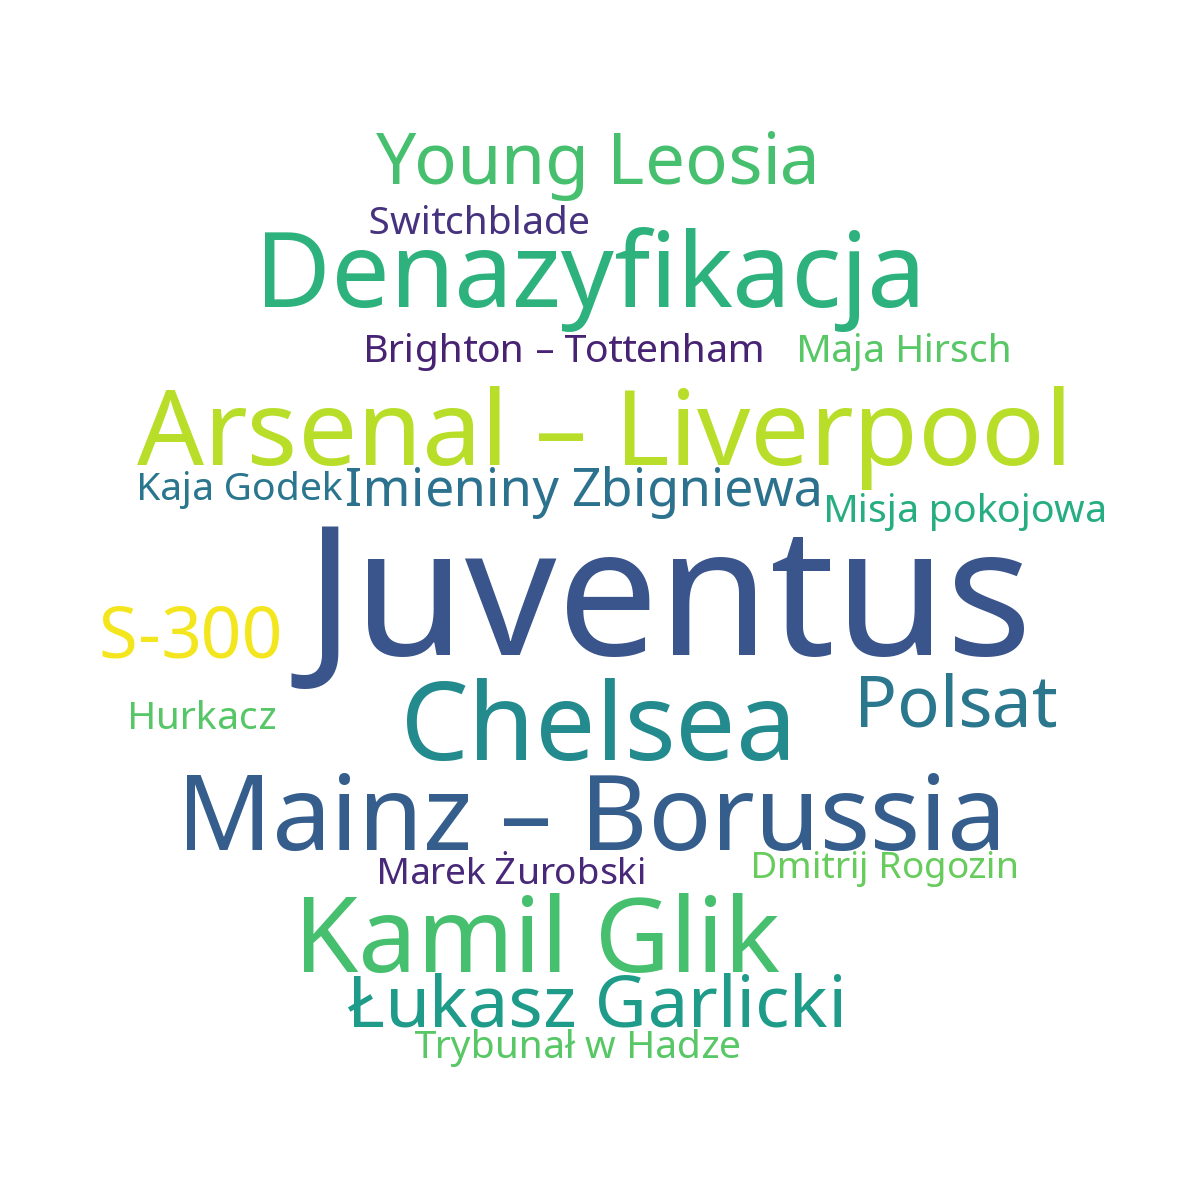 Young Leosia
Switchblade
Denazyfikacja
Brighton – Tottenham
Maja Hirsch
Arsenal – Liverpool
Kaja Godek
Imieniny Zbigniewa
Misja pokojowa
Juventus
S-300
Chelsea
Polsat
Hurkacz
Mainz – Borussia
Marek Żurobski
Dmitrij Rogozin
Kamil Glik
Łukasz Garlicki
Trybunał w Hadze